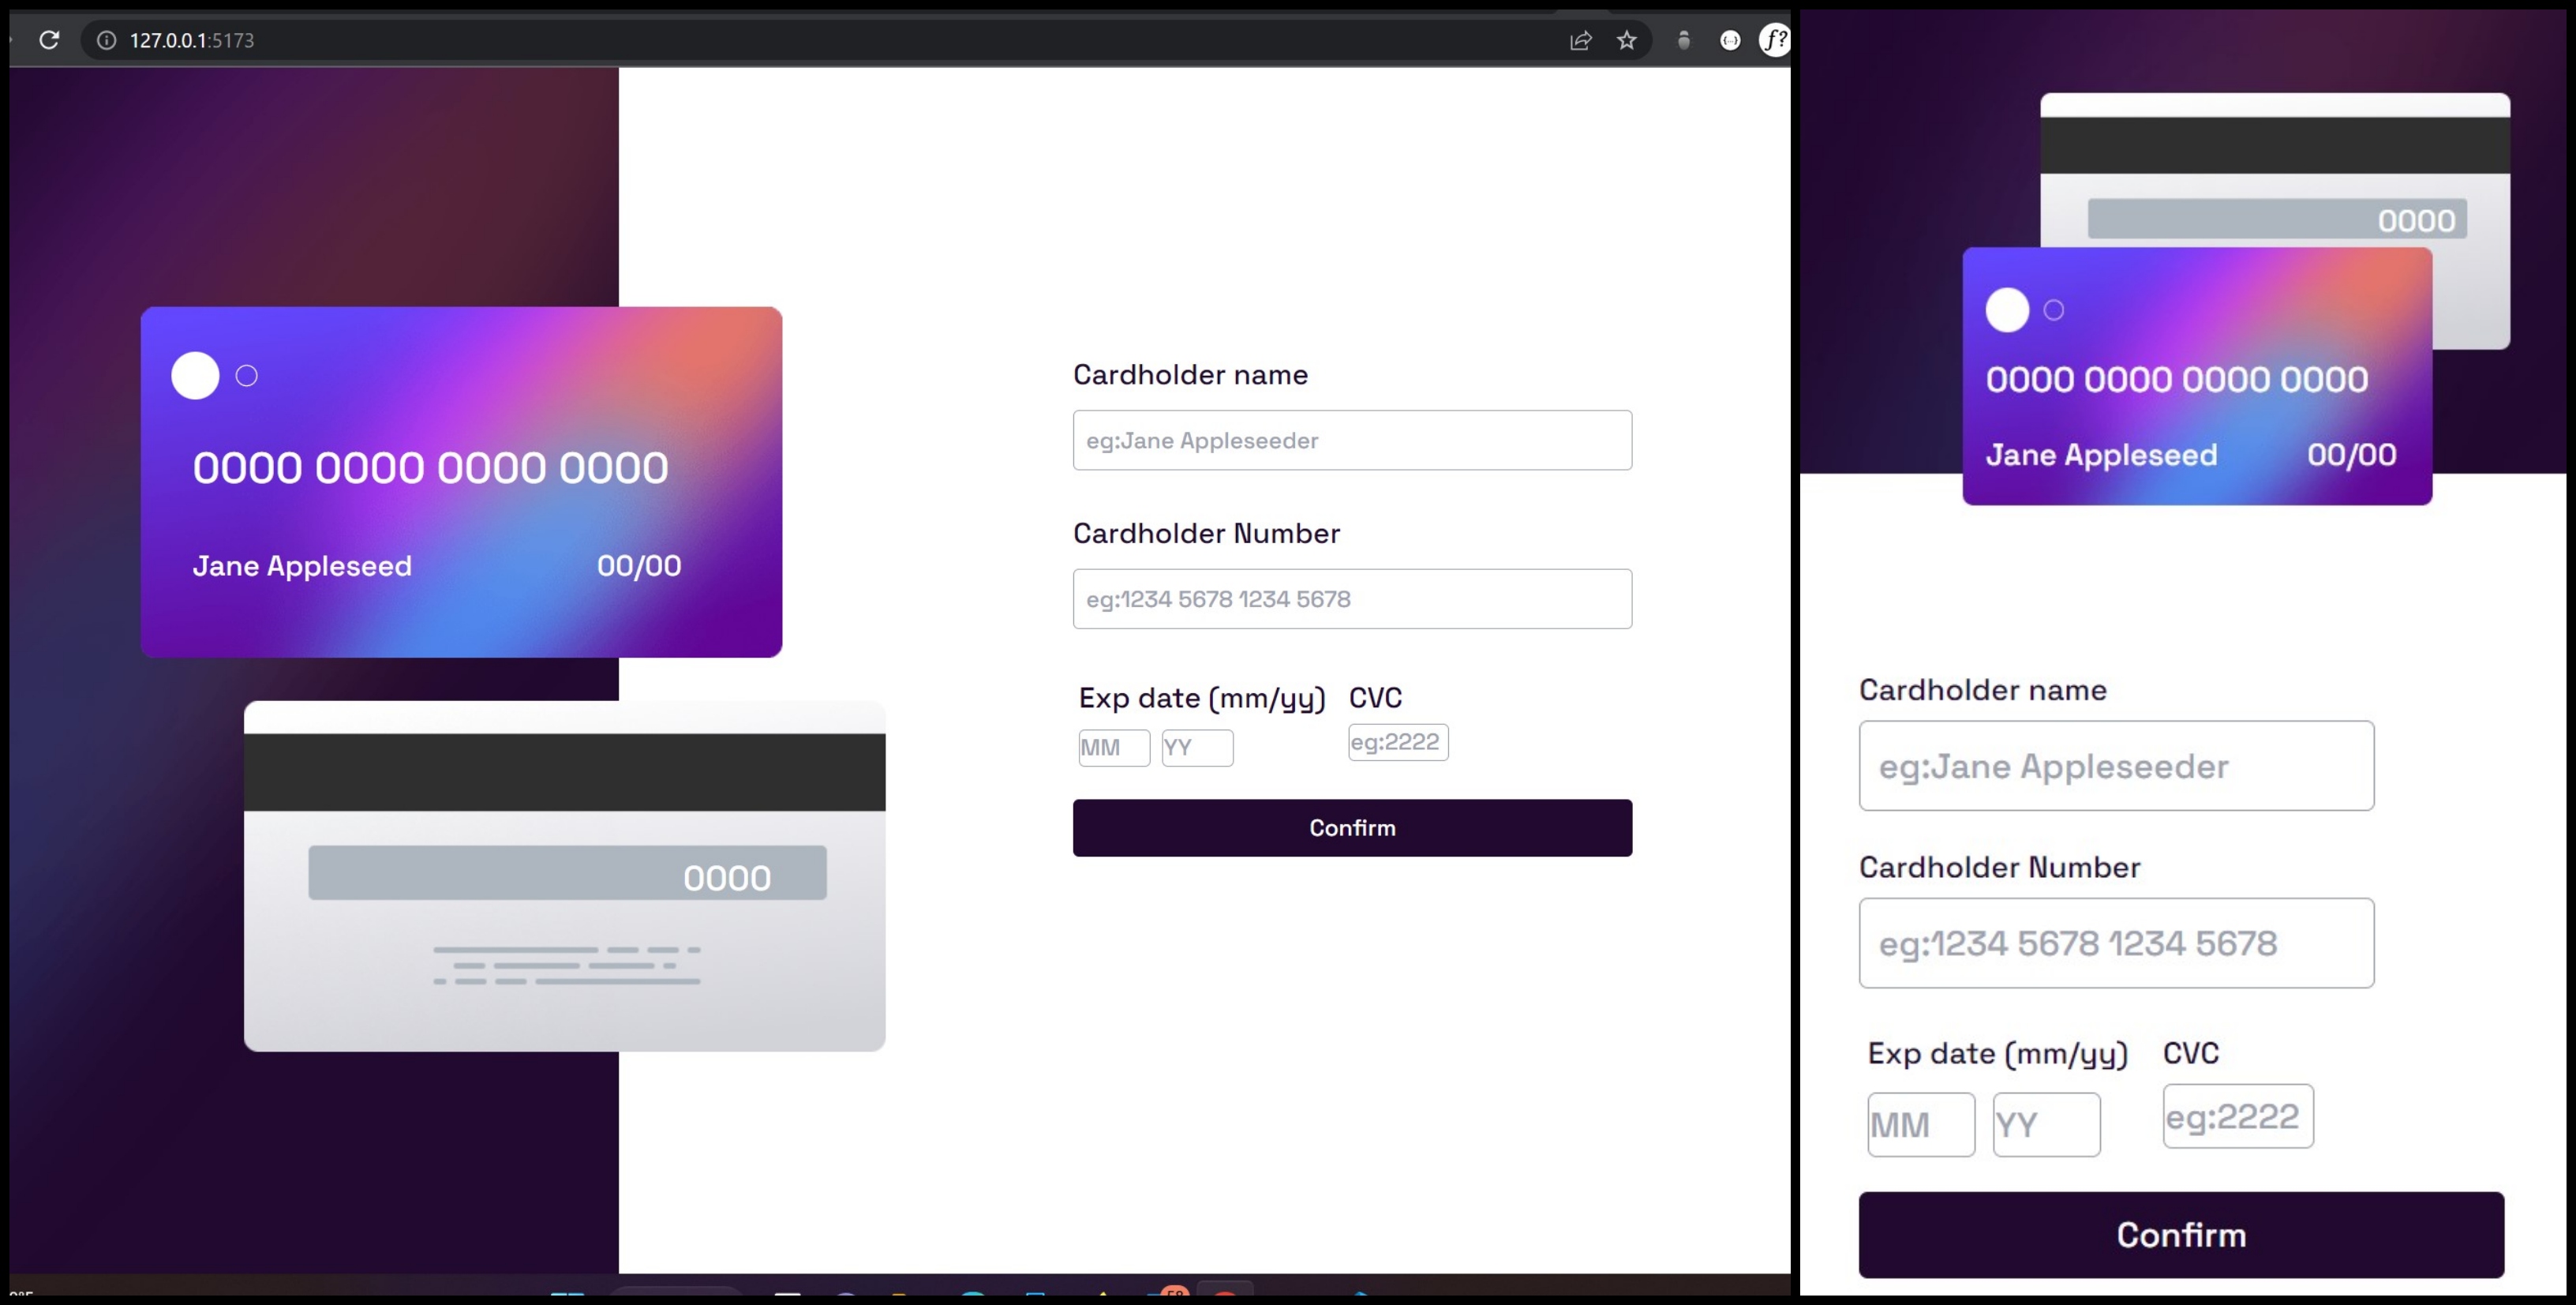 127.0.0.1:5173
f?
0000 0000 0000 0000
Jane Appleseed 00/00
0000
Cardholder name
eg:Jane Appleseeder
Cardholder Number
eg:1234 5678 1234 5678
Exp date (mm/yy) CVC
MM YY eg:2222
Confirm
0000
0000 0000 0000 0000
Jane Appleseed 00/00
Cardholder name
eg:Jane Appleseeder
Cardholder Number
eg:1234 5678 1234 5678
Exp date (mm/yy) CVC
MM YY eg:2222
Confirm